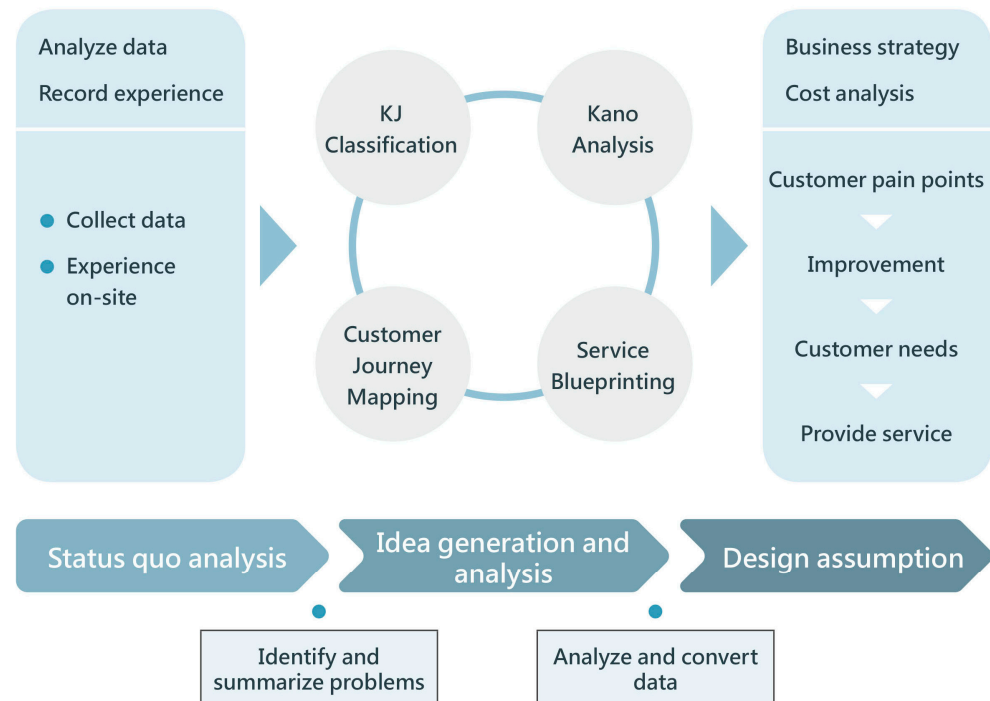 Analyze data
Record experience
Collect data
Experience
on-site
KJ
Classification
Kano
Analysis
Customer
Journey
Mapping
Service
Blueprinting
Business strategy
Cost analysis
Customer pain points
Improvement
Customer needs
Provide service
Status quo analysis
Idea generation and
analysis
Design assumption
Identify and
summarize problems
Analyze and convert
data